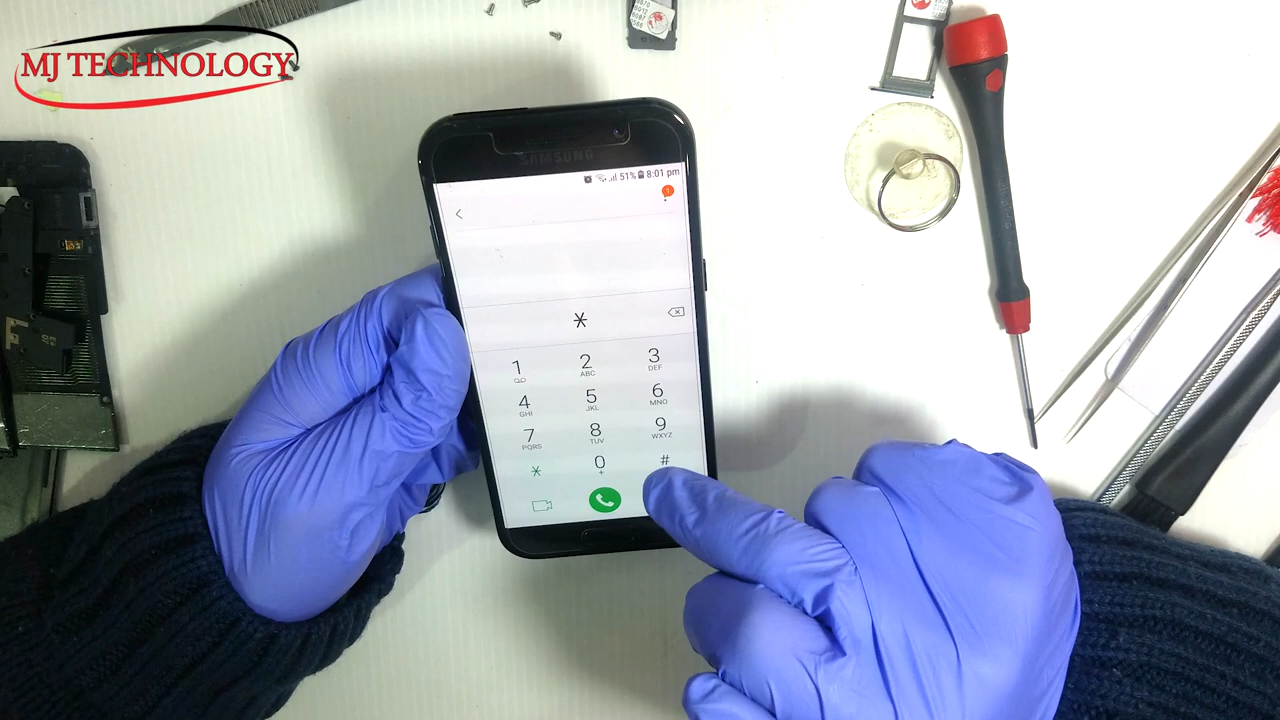 MJ TECHNOLOGY
SAMSUNG
51% 8:01 pm
1
*
1 2 ABC 3 DEF
4 GHI 5 JKL 6 MNO
7 PQRS 8 TUV 9 WXYZ
* 0 + #